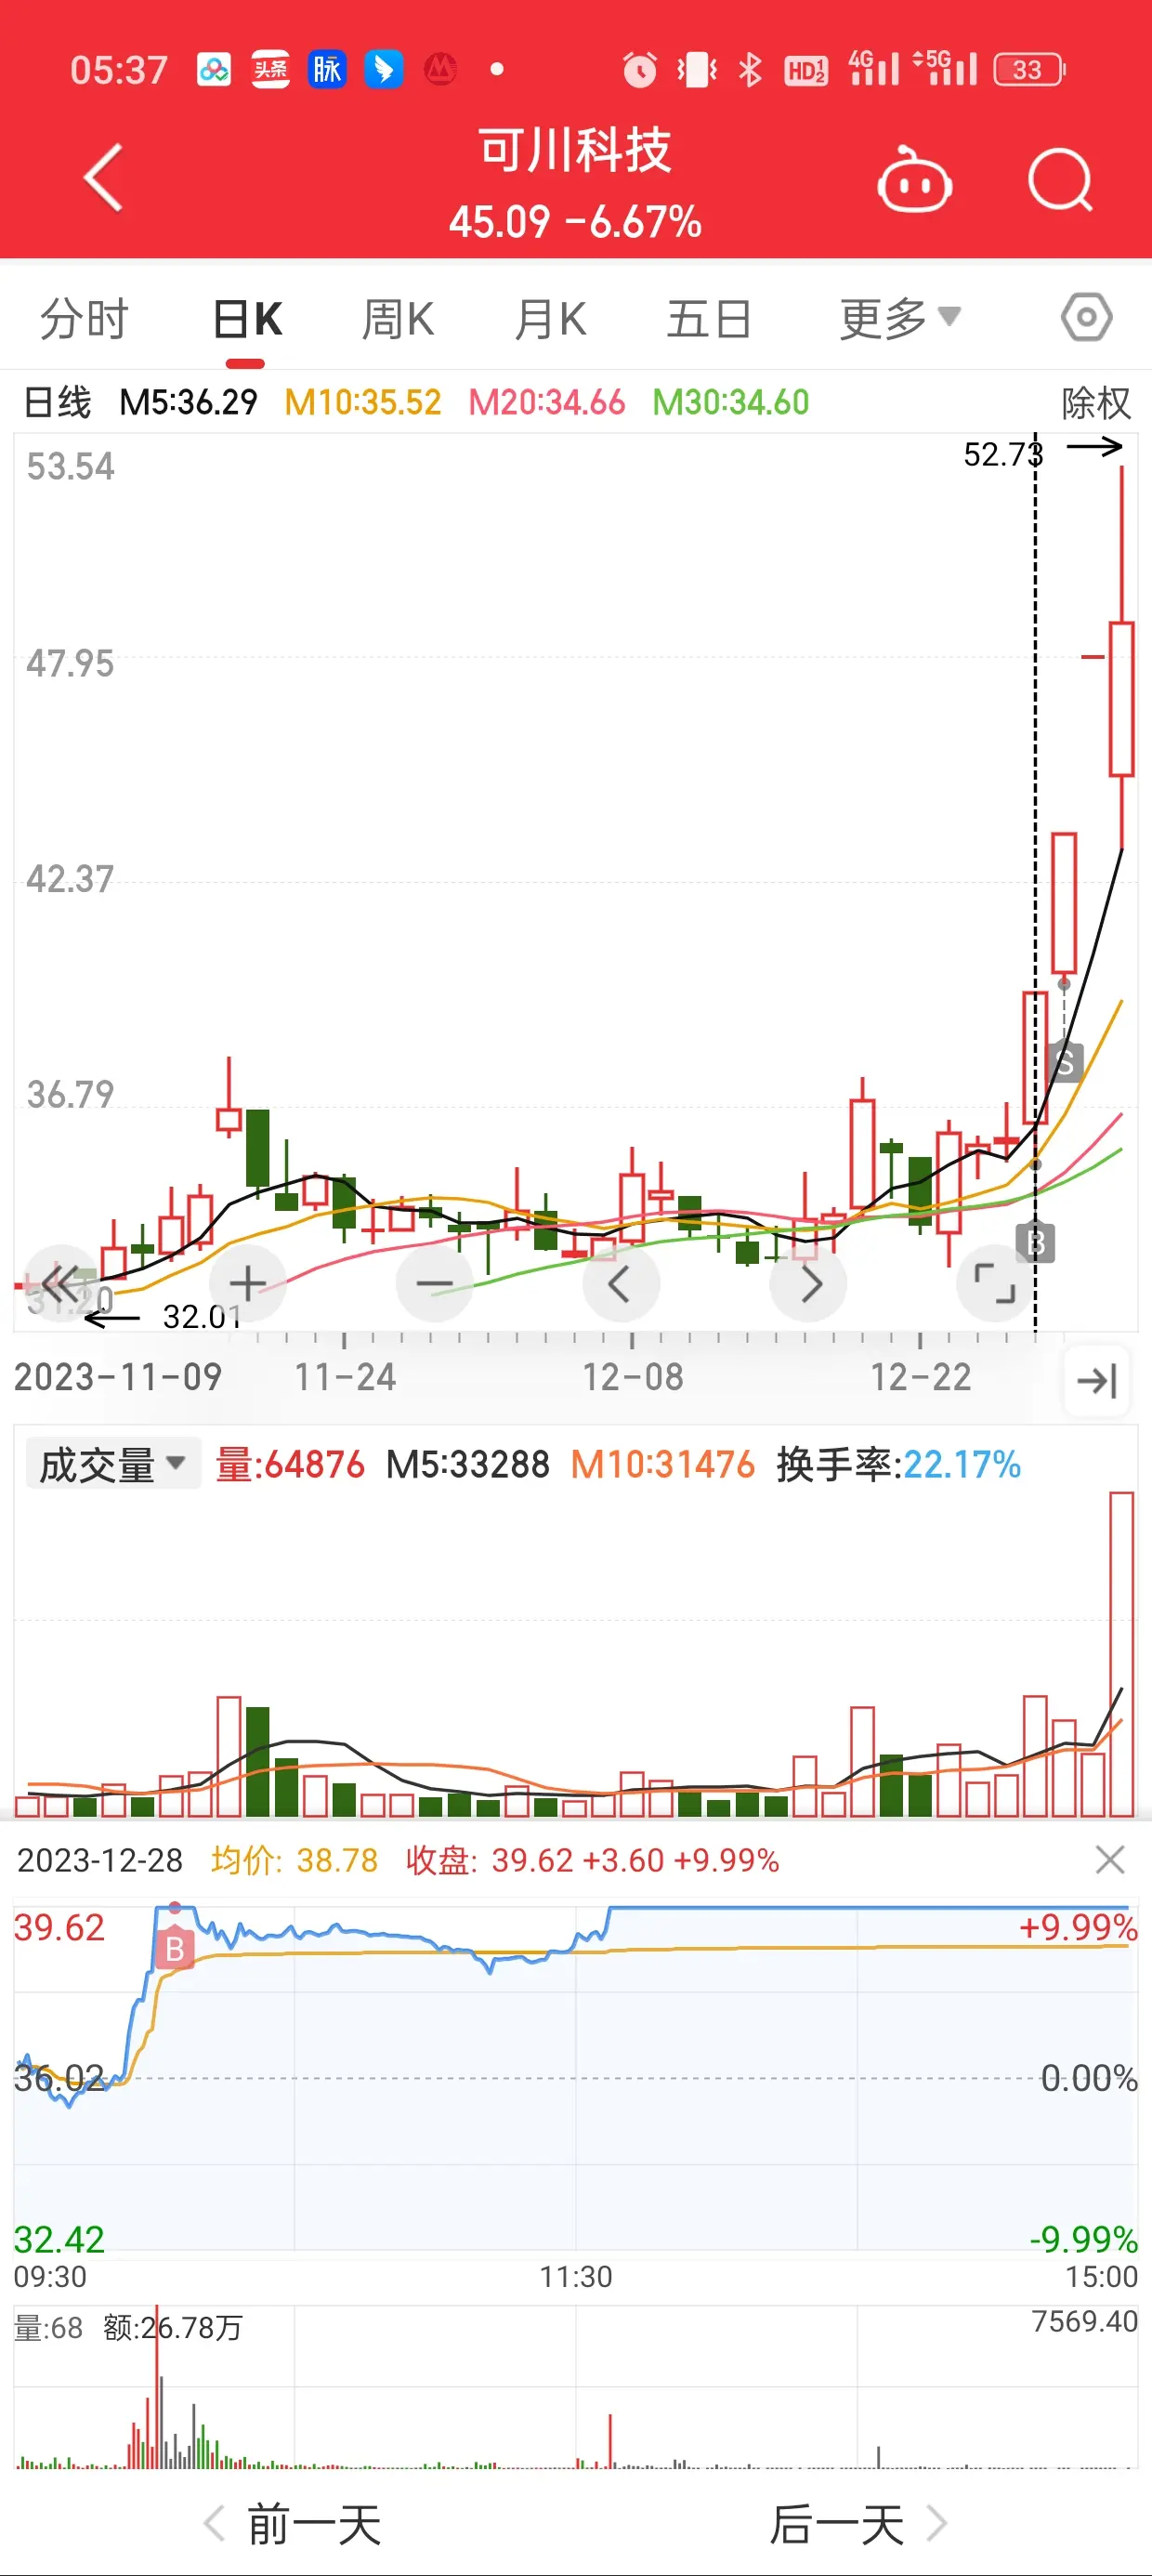 05:37 头条 脉 HD 1 2 4G 5G 33
可川科技
45.09 -6.67%
分时 日K 周K 月K 五日 更多
日线 M5:36.29 M10:35.52 M20:34.66 M30:34.60 除权
52.73
53.54
47.95
42.37
36.79
S
B
31.20
32.01
2023-11-09 11-24 12-08 12-22
成交量 量:64876 M5:33288 M10:31476 换手率:22.17%
2023-12-28 均价: 38.78 收盘: 39.62 +3.60 +9.99%
39.62 +9.99%
B
36.02 0.00%
32.42 -9.99%
09:30 11:30 15:00
量:68 额:26.78万 7569.40
前一天 后一天